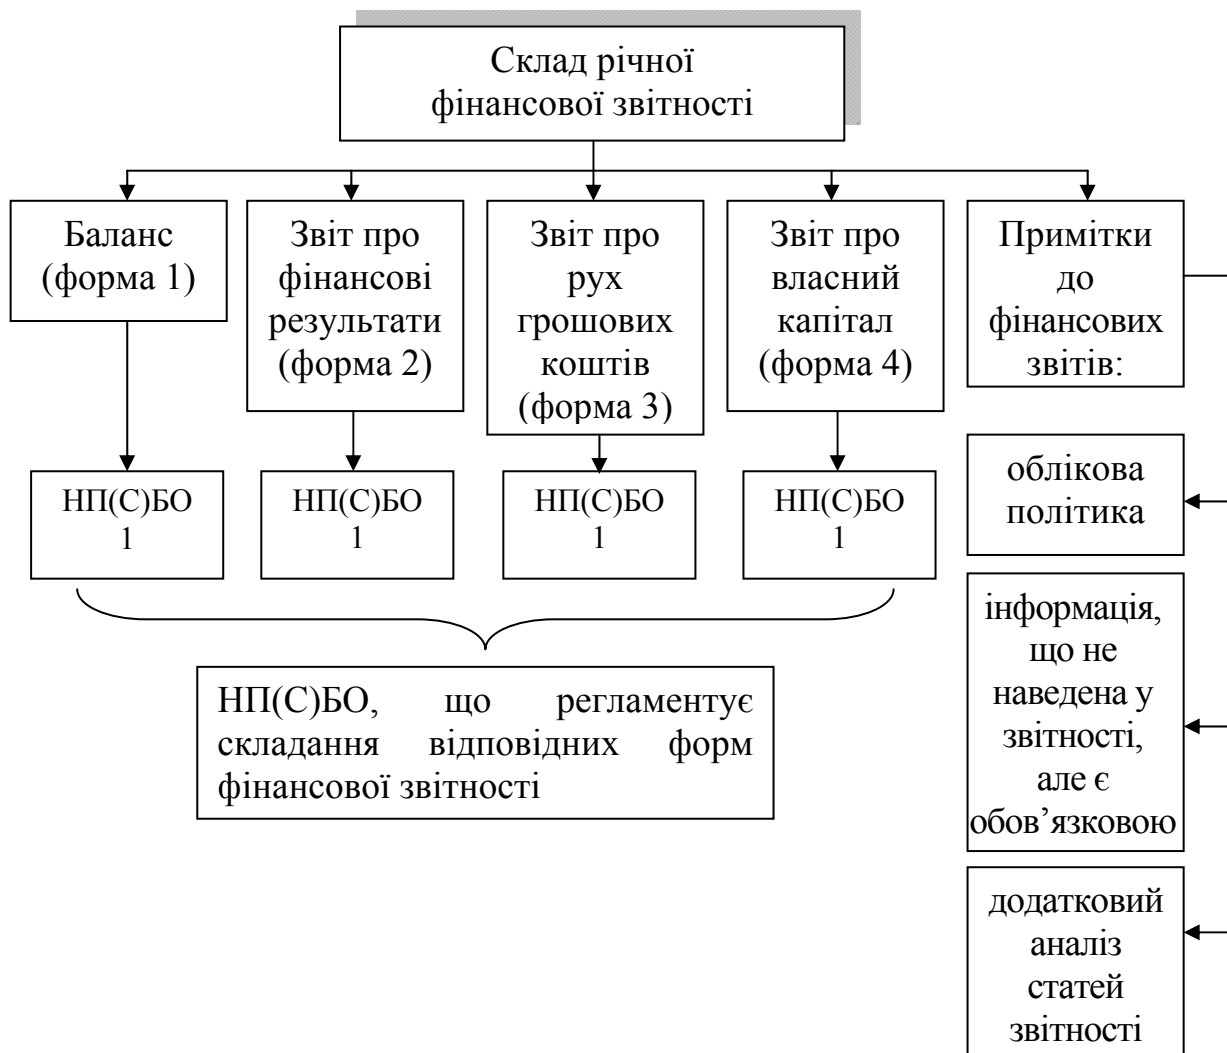 Склад річної
фінансової звітності
Баланс
(форма 1)
Звіт про
фінансові
результати
(форма 2)
Звіт про
рух
грошових
коштів
(форма 3)
Звіт про
власний
капітал
(форма 4)
Примітки
до
фінансових
звітів:
НП(С)БО
1
НП(С)БО
1
НП(С)БО
1
НП(С)БО
1
облікова
політика
інформація,
що не
наведена у
звітності,
але є
обов’язковою
НП(С)БО, що регламентує
складання відповідних форм
фінансової звітності
додатковий
аналіз
статей
звітності